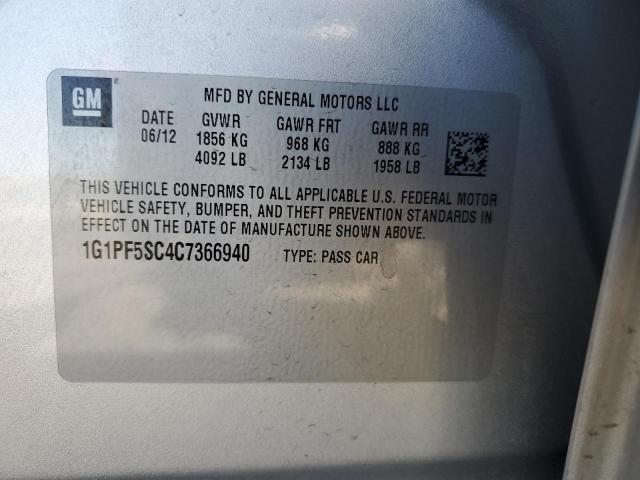 GM
MFD BY GENERAL MOTORS LLC
DATE GVWR GAWR FRT GAWR RR
06/12 1856 KG 968 KG 888 KG
4092 LB 2134 LB 1958 LB
THIS VEHICLE CONFORMS TO ALL APPLICABLE U.S. FEDERAL MOTOR
VEHICLE SAFETY, BUMPER, AND THEFT PREVENTION STANDARDS IN
EFFECT ON THE DATE OF MANUFACTURE SHOWN ABOVE.
1G1PF5SC4C7366940 TYPE: PASS CAR